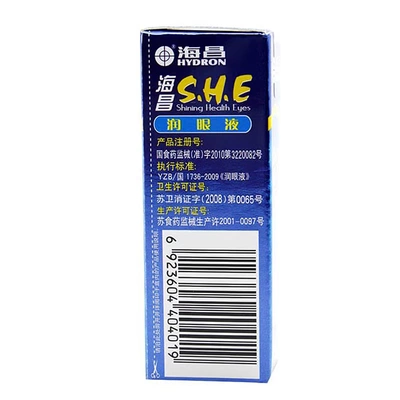 海昌
HYDRON
海昌 S.H.E
Shining Health Eyes
润眼液
产品注册号:
国食药监械(准)字2010第3220082号
执行标准:
YZB/国 1736-2009《润眼液》
卫生许可证号:
苏卫消证字(2008)第0065号
生产许可证号:
苏食药监械生产许2001-0097号
6 923604 404019